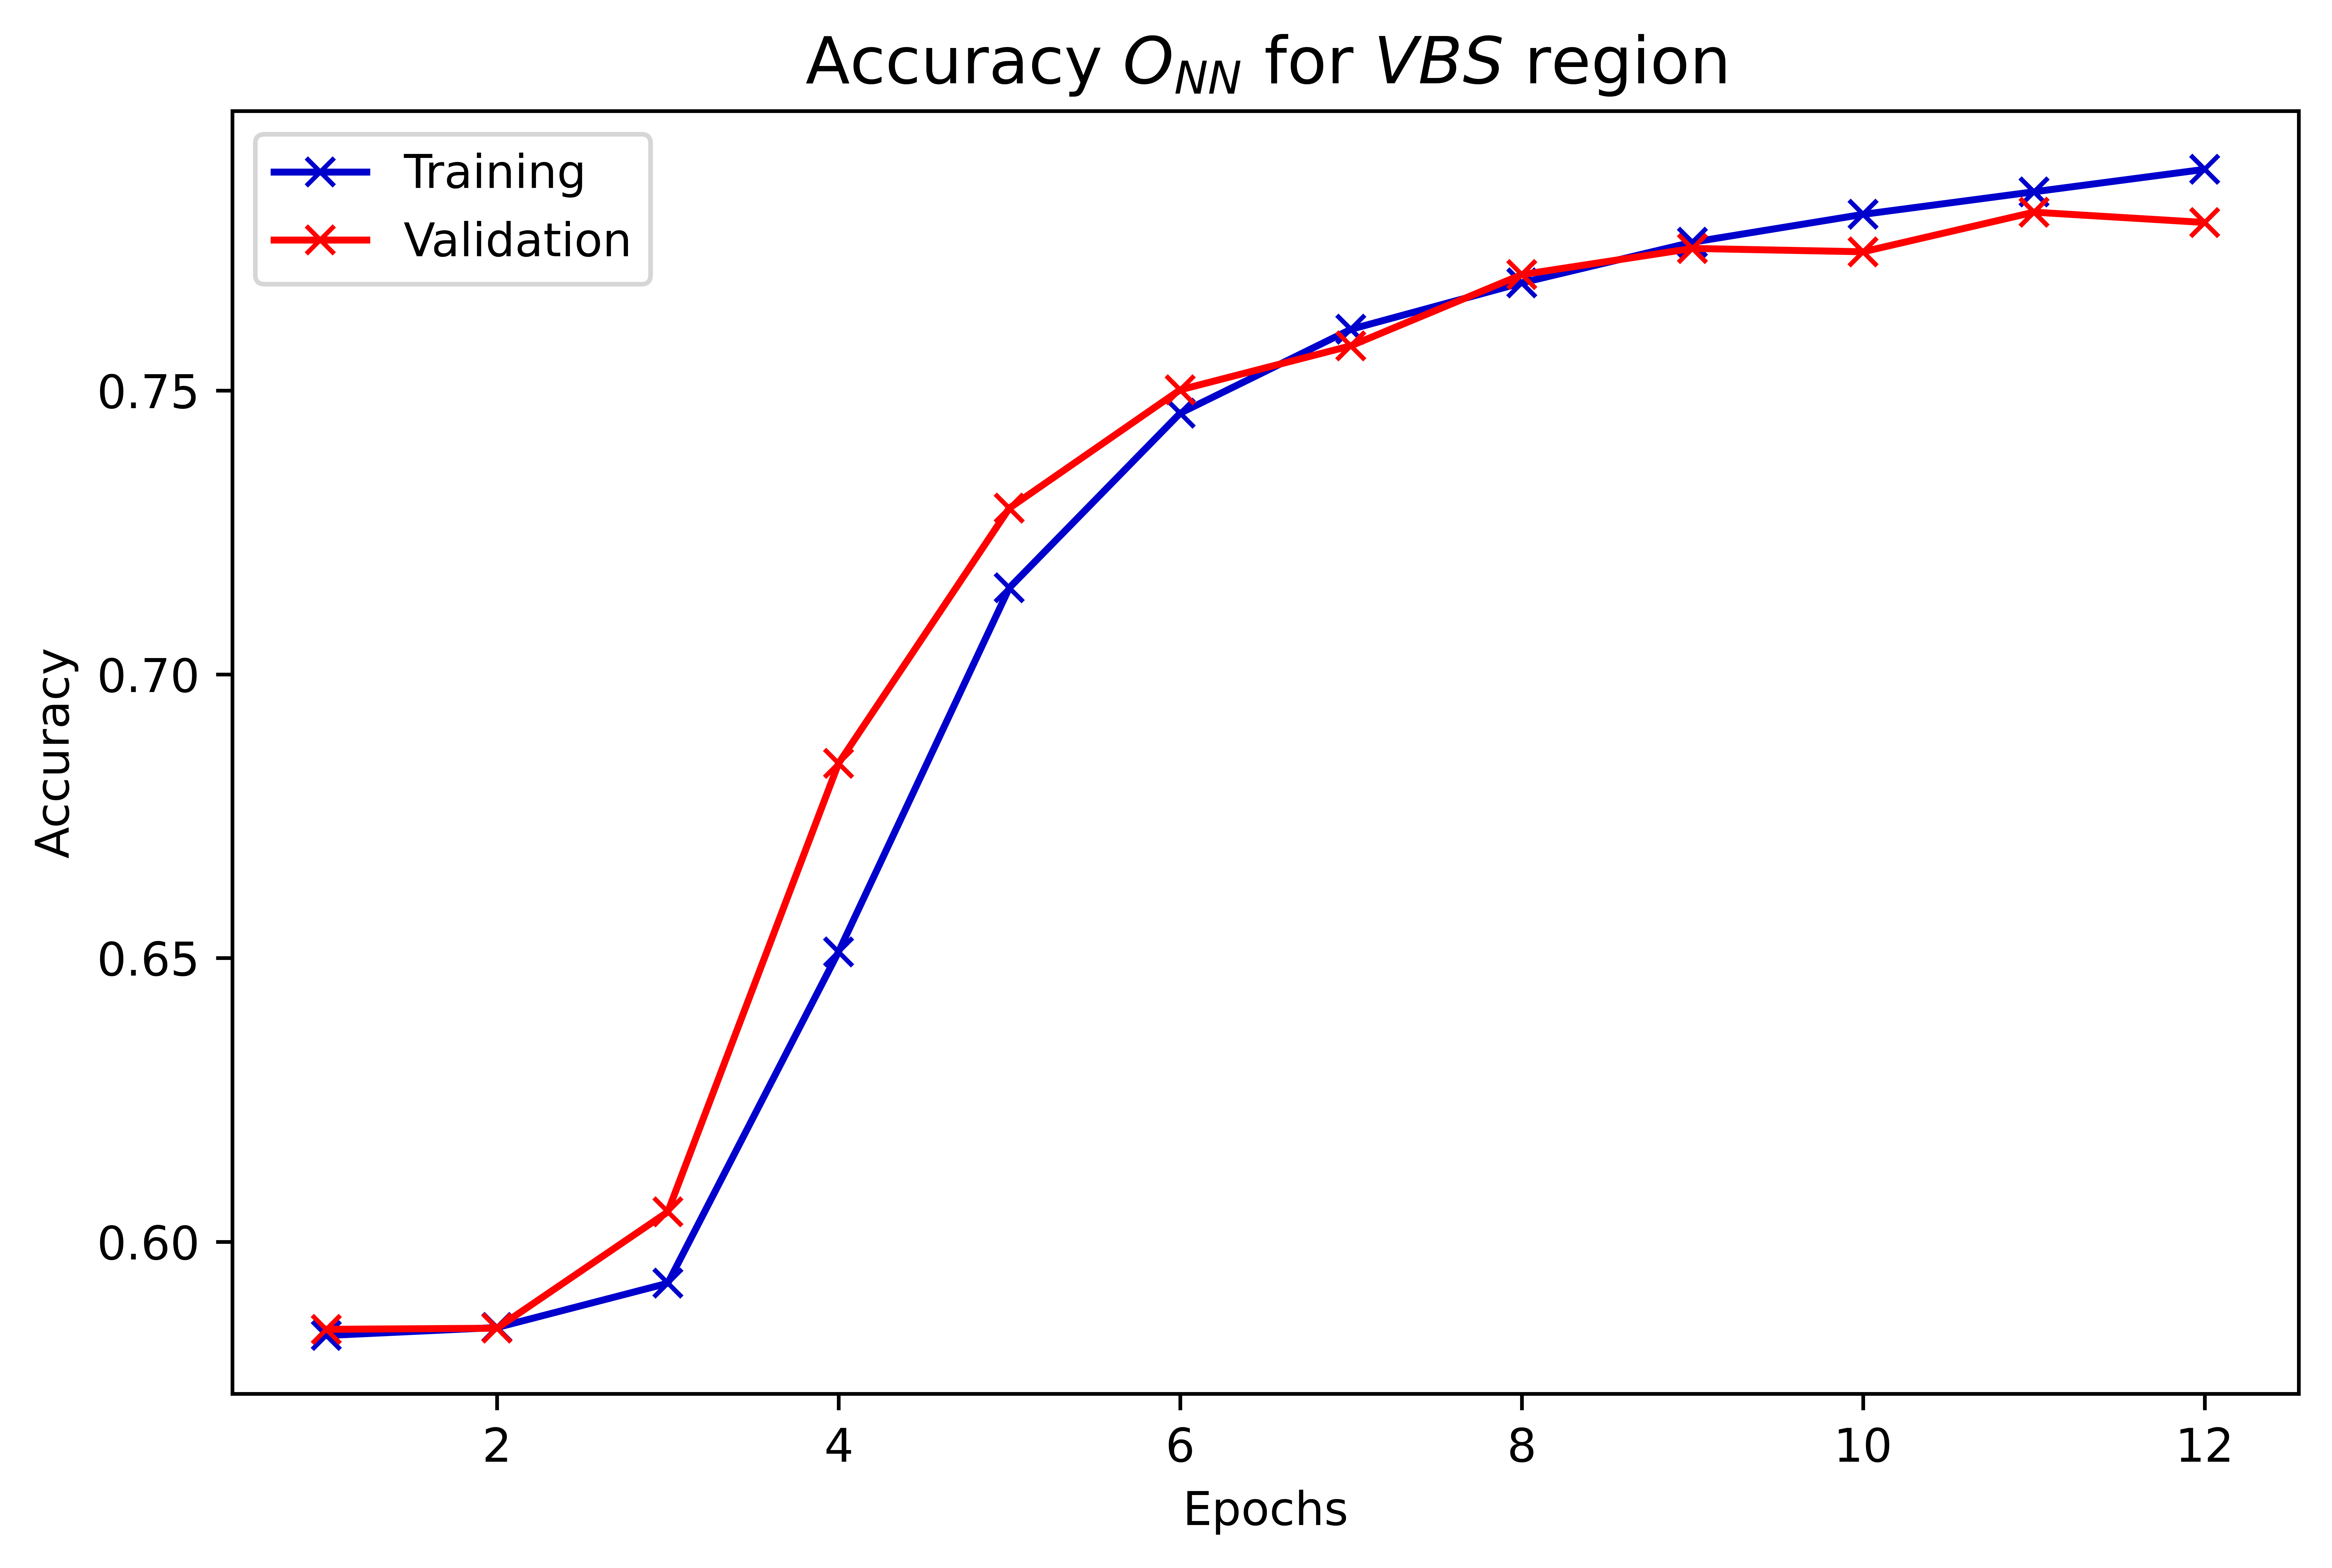 Accuracy O_NN for VBS region
Training
Validation
Accuracy
0.75
0.70
0.65
0.60
2 4 6 8 10 12
Epochs